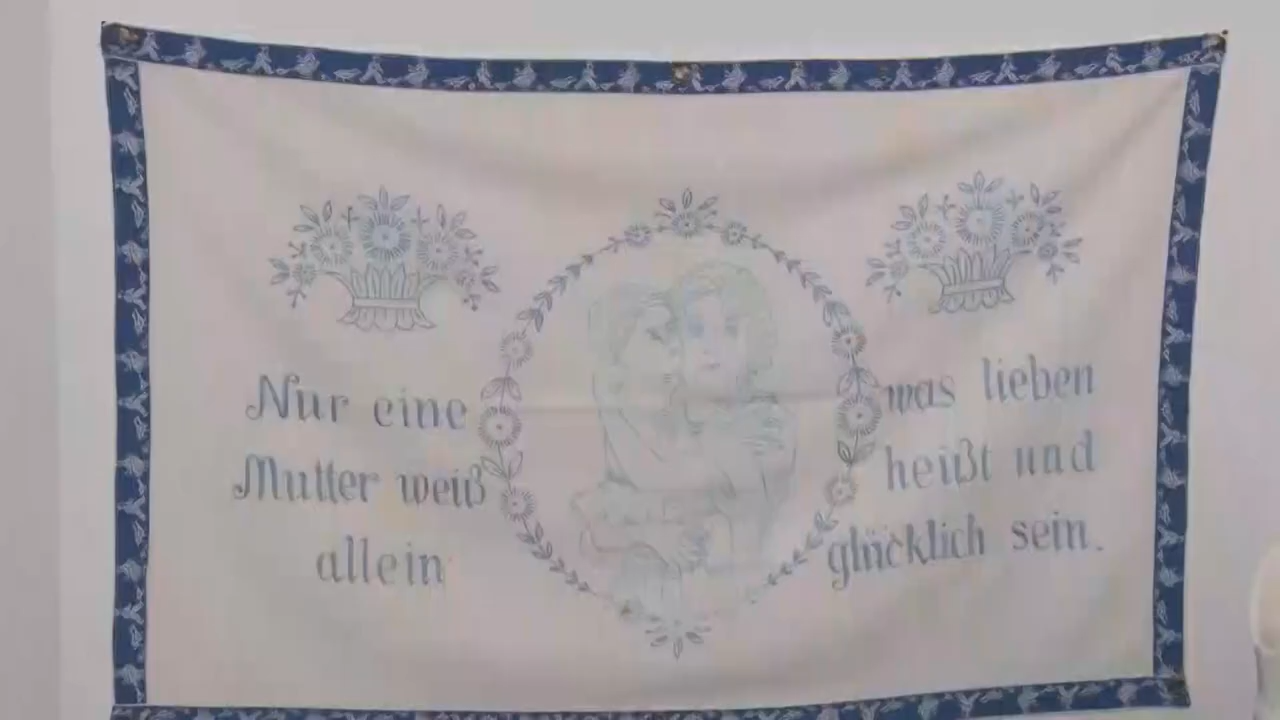 Nur eine
Mutter weiß
allein
was lieben
heißt und
glücklich sein.